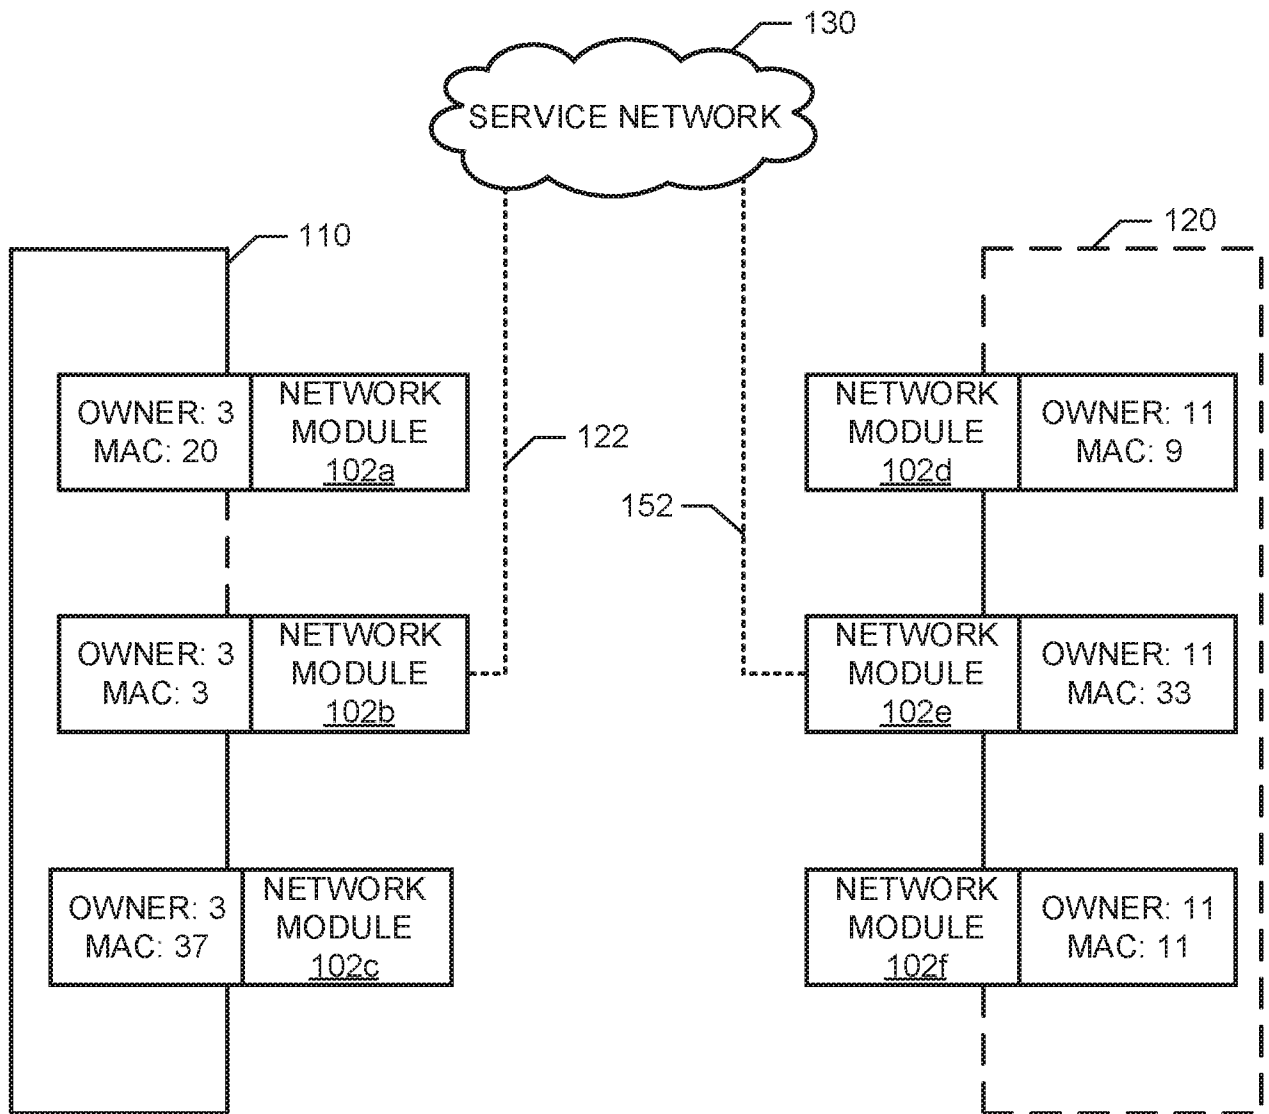 130
SERVICE NETWORK
110
120
OWNER: 3
MAC: 20
NETWORK
MODULE
102a
122
NETWORK
MODULE
102d
OWNER: 11
MAC: 9
152
OWNER: 3
MAC: 3
NETWORK
MODULE
102b
NETWORK
MODULE
102e
OWNER: 11
MAC: 33
OWNER: 3
MAC: 37
NETWORK
MODULE
102c
NETWORK
MODULE
102f
OWNER: 11
MAC: 11